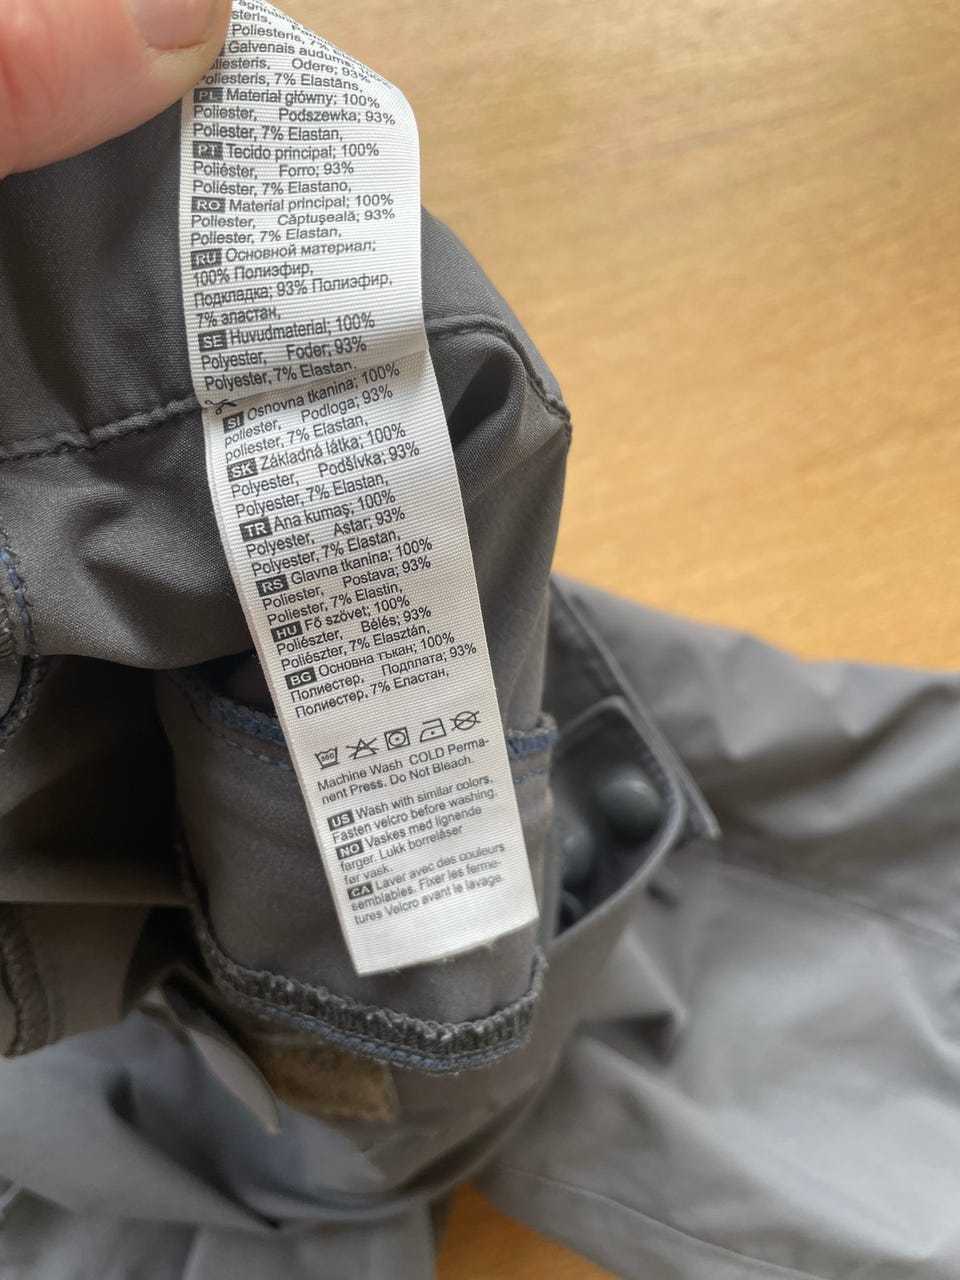 Poliesteris, 7%
Galvenais audums;
Odere; 93%
Poliesteris, 7% Elastāns,
PL Materiał główny; 100%
Poliester, Podszewka; 93%
Poliester, 7% Elastan,
PT Tecido principal; 100%
Poliéster, Forro; 93%
Poliéster, 7% Elastano,
RO Material principal; 100%
Poliester, Căptuşeală; 93%
Poliester, 7% Elastan,
RU Основной материал;
100% Полиэфир,
Подкладка; 93% Полиэфир,
7% эластан,
SE Huvudmaterial; 100%
Polyester, Foder; 93%
Polyester, 7% Elastan.
SI Osnovna tkanina; 100%
poliester, Podloga; 93%
poliester, 7% Elastan,
SK Základná látka; 100%
Polyester, Podšívka; 93%
Polyester, 7% Elastan,
TR Ana kumaş; 100%
Polyester, Astar; 93%
Polyester, 7% Elastan,
RS Glavna tkanina; 100%
Poliester, Postava; 93%
Poliester, 7% Elastin,
HU Fő szövet; 100%
Poliészter, Bélés; 93%
Poliészter, 7% Elasztán,
BG Основна тъкан; 100%
Полиестер, Подплата; 93%
Полиестер, 7% Еластан,
Machine Wash COLD Perma-
nent Press. Do Not Bleach.
US Wash with similar colors.
Fasten velcro before washing.
NO Vaskes med lignende
farger. Lukk borrelåser
før vask.
CA Laver avec des couleurs
semblables. Fixer les ferme-
tures Velcro avant le lavage.